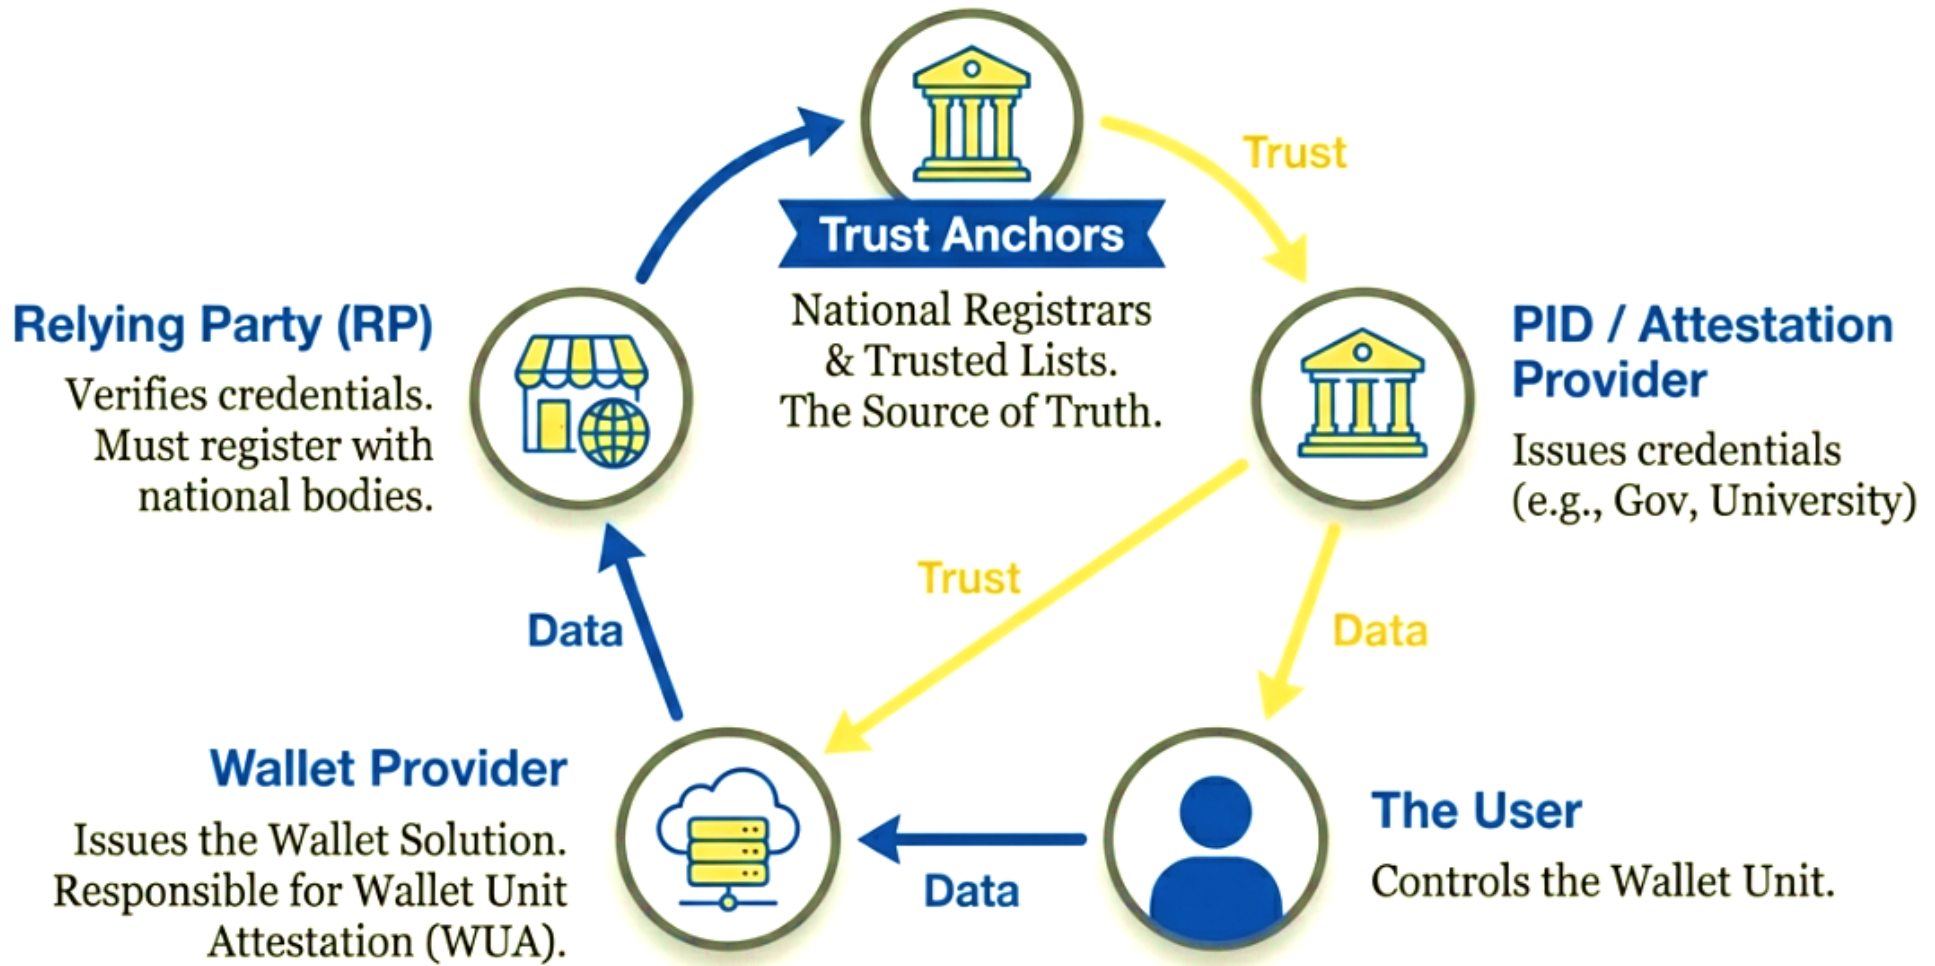 Trust
Trust Anchors
National Registrars
& Trusted Lists.
The Source of Truth.
Relying Party (RP)
Verifies credentials.
Must register with
national bodies.
PID / Attestation
Provider
Issues credentials
(e.g., Gov, University)
Trust
Data
Data
Wallet Provider
Issues the Wallet Solution.
Responsible for Wallet Unit
Attestation (WUA).
Data
The User
Controls the Wallet Unit.